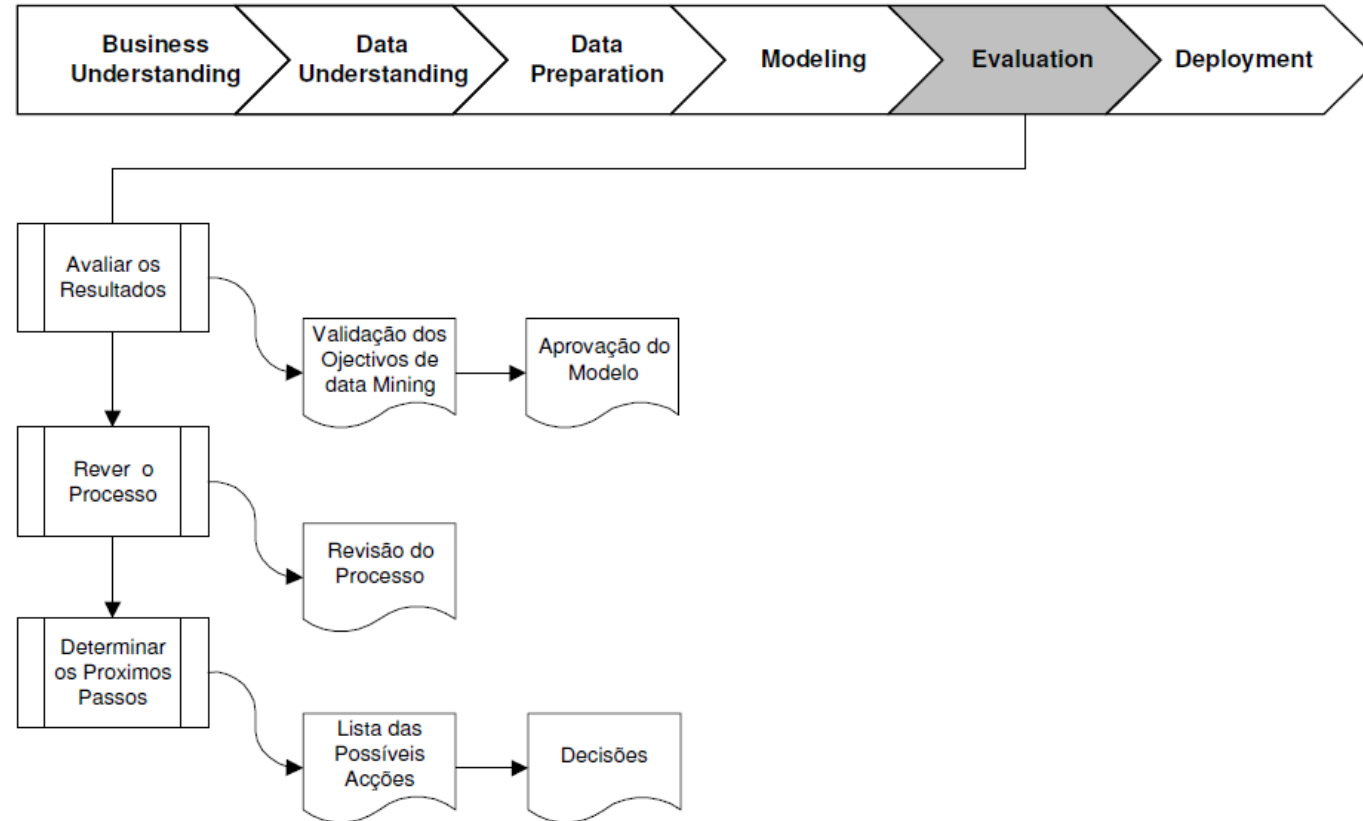 Business
Understanding
Data
Understanding
Data
Preparation
Modeling
Evaluation
Deployment
Avaliar os
Resultados
Validação dos
Ojectivos de
data Mining
Aprovação do
Modelo
Rever o
Processo
Revisão do
Processo
Determinar
os Proximos
Passos
Lista das
Possíveis
Acções
Decisões